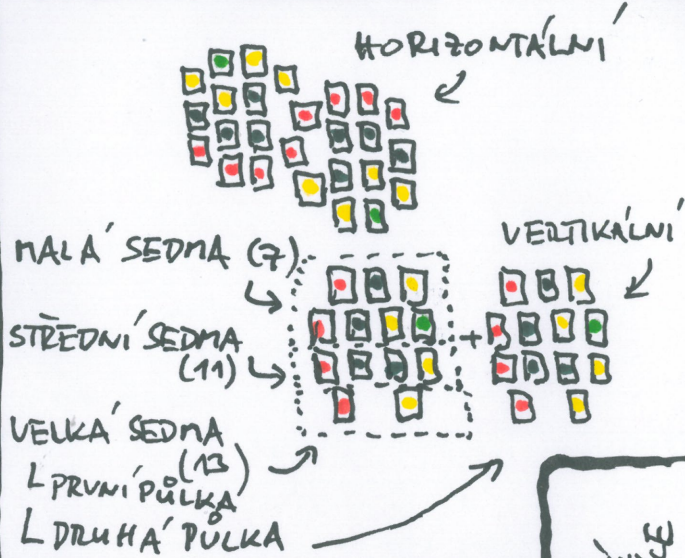 HORIZONTÁLNÍ
VERTIKÁLNÍ
MALÁ SEDMA (7)
+
STŘEDNÍ SEDMA
(11)
VELKÁ SEDMA
(13)
PRVNÍ PŮLKA
DRUHÁ PŮLKA